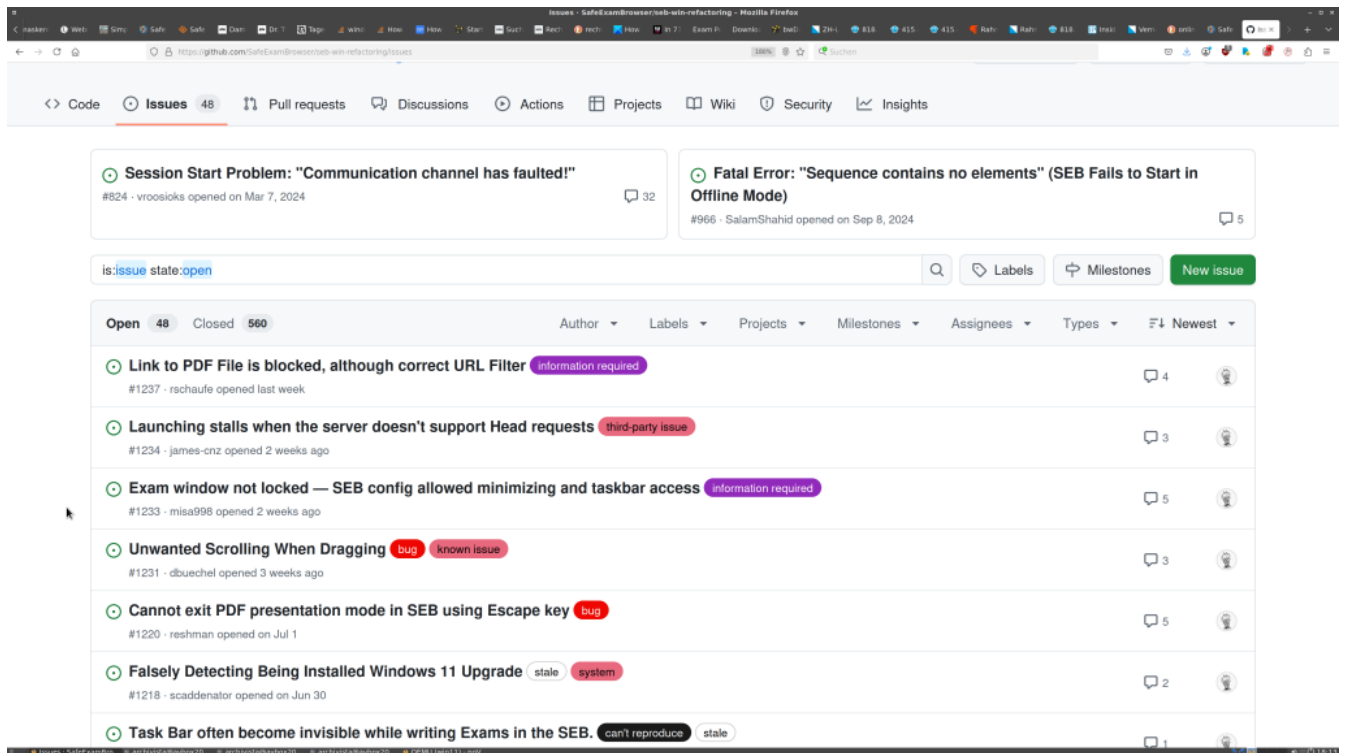 Issues - SafeExamBrowser/seb-win-refactoring - Mozilla Firefox
https://github.com/SafeExamBrowser/seb-win-refactoring/issues
100%
Suchen
Code
Issues 48
Pull requests
Discussions
Actions
Projects
Wiki
Security
Insights
Session Start Problem: "Communication channel has faulted!"
#824 · vroosioks opened on Mar 7, 2024
32
Fatal Error: "Sequence contains no elements" (SEB Fails to Start in
Offline Mode)
#966 · SalamShahid opened on Sep 8, 2024
5
is:issue state:open
Labels
Milestones
New issue
Open 48 Closed 560
Author
Labels
Projects
Milestones
Assignees
Types
Newest
Link to PDF File is blocked, although correct URL Filter information required
4
#1237 · rschaufe opened last week
Launching stalls when the server doesn't support Head requests third-party issue
3
#1234 · james-cnz opened 2 weeks ago
Exam window not locked — SEB config allowed minimizing and taskbar access information required
5
#1233 · misa998 opened 2 weeks ago
Unwanted Scrolling When Dragging bug known issue
3
#1231 · dbuechel opened 3 weeks ago
Cannot exit PDF presentation mode in SEB using Escape key bug
5
#1220 · reshman opened on Jul 1
Falsely Detecting Being Installed Windows 11 Upgrade stale system
2
#1218 · scaddenator opened on Jun 30
Task Bar often become invisible while writing Exams in the SEB. can't reproduce stale
1